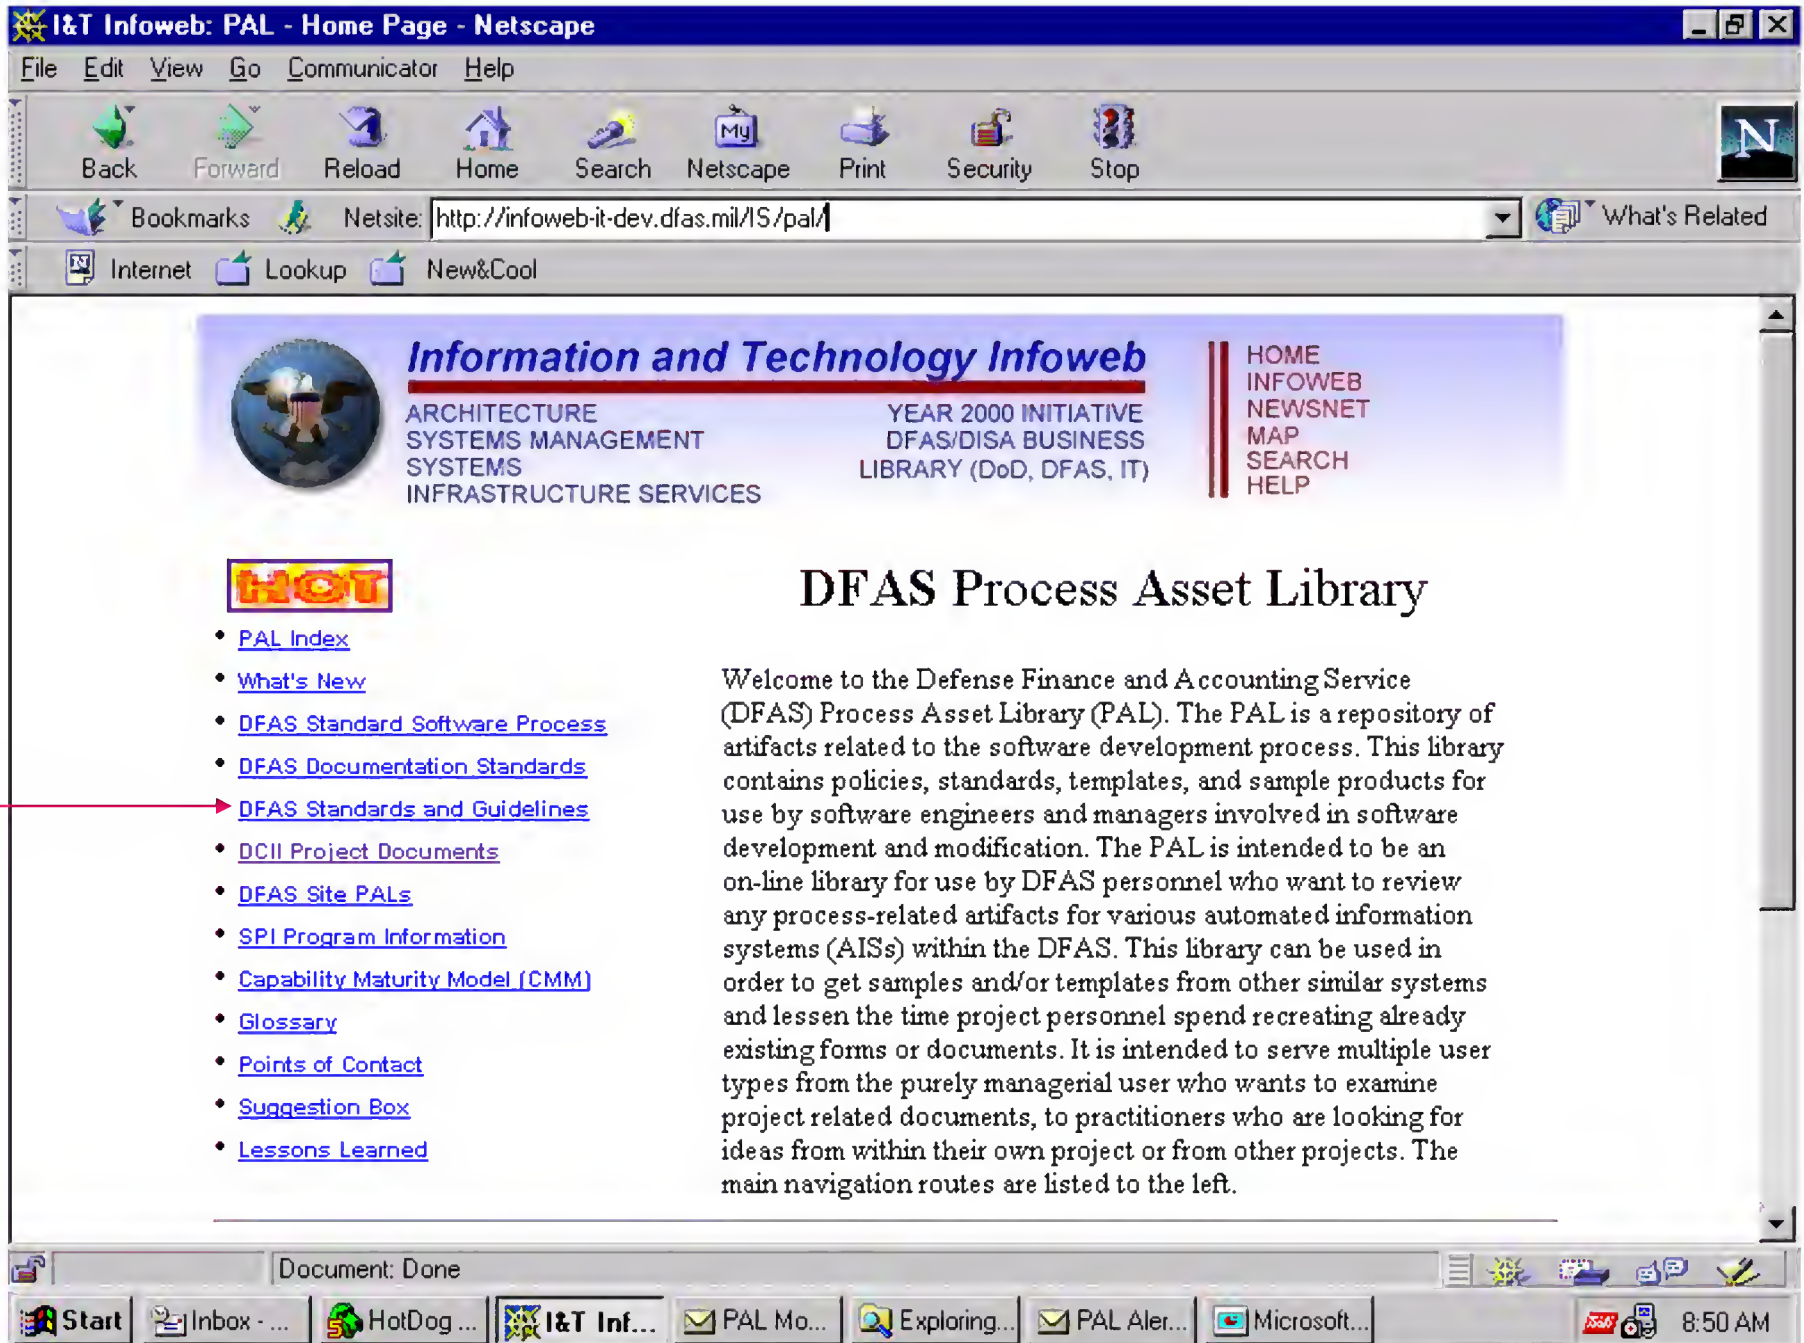 I&T Infoweb: PAL - Home Page - Netscape
File Edit View Go Communicator Help
Back Forward Reload Home Search Netscape Print Security Stop
My
N
Bookmarks Netsite: http://infoweb-it-dev.dfas.mil/IS/pal/ What's Related
Internet Lookup New&Cool
Information and Technology Infoweb
ARCHITECTURE
SYSTEMS MANAGEMENT
SYSTEMS
INFRASTRUCTURE SERVICES
YEAR 2000 INITIATIVE
DFAS/DISA BUSINESS
LIBRARY (DoD, DFAS, IT)
HOME
INFOWEB
NEWSNET
MAP
SEARCH
HELP
HOT
PAL Index
What's New
DFAS Standard Software Process
DFAS Documentation Standards
DFAS Standards and Guidelines
DCII Project Documents
DFAS Site PALs
SPI Program Information
Capability Maturity Model (CMM)
Glossary
Points of Contact
Suggestion Box
Lessons Learned
DFAS Process Asset Library
Welcome to the Defense Finance and Accounting Service
(DFAS) Process Asset Library (PAL). The PAL is a repository of
artifacts related to the software development process. This library
contains policies, standards, templates, and sample products for
use by software engineers and managers involved in software
development and modification. The PAL is intended to be an
on-line library for use by DFAS personnel who want to review
any process-related artifacts for various automated information
systems (AISs) within the DFAS. This library can be used in
order to get samples and/or templates from other similar systems
and lessen the time project personnel spend recreating already
existing forms or documents. It is intended to serve multiple user
types from the purely managerial user who wants to examine
project related documents, to practitioners who are looking for
ideas from within their own project or from other projects. The
main navigation routes are listed to the left.
Document: Done
Start Inbox - ... HotDog ... I&T Inf... PAL Mo... Exploring... PAL Aler... Microsoft... 8:50 AM